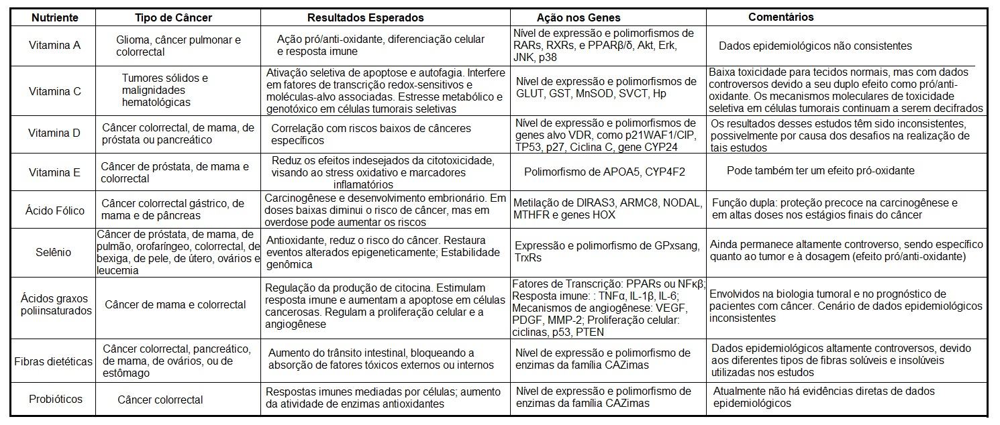 Nutriente
Tipo de Câncer
Resultados Esperados
Ação nos Genes
Comentários
Vitamina A
Glioma, câncer pulmonar e
colorrectal
Ação pró/anti-oxidante, diferenciação celular
e resposta imune
Nível de expressão e polimorfismos de
RARs, RXRs, e PPARβ/δ, Akt, Erk,
JNK, p38
Dados epidemiológicos não consistentes
Vitamina C
Tumores sólidos e
malignidades
hematológicas
Ativação seletiva de apoptose e autofagia. Interfere
em fatores de transcrição redox-sensitivos e
moléculas-alvo associadas. Estresse metabólico e
genotóxico em células tumorais seletivas
Nível de expressão e polimorfismos de
GLUT, GST, MnSOD, SVCT, Hp
Baixa toxicidade para tecidos normais, mas com dados
controversos devido a seu duplo efeito como pró/anti-
oxidante. Os mecanismos moleculares de toxicidade
seletiva em células tumorais continuam a serem decifrados
Vitamina D
Câncer colorrectal, de mama, de
próstata ou pancreático
Correlação com riscos baixos de cânceres
específicos
Nível de expressão e polimorfismos de
genes alvo VDR, como p21WAF1/CIP,
TP53, p27, Ciclina C, gene CYP24
Os resultados desses estudos têm sido inconsistentes,
possivelmente por causa dos desafios na realização de
tais estudos
Vitamina E
Câncer de próstata, de mama e
colorrectal
Reduz os efeitos indesejados da citotoxicidade,
visando ao stress oxidativo e marcadores
inflamatórios
Polimorfismo de APOA5, CYP4F2
Pode também ter um efeito pró-oxidante
Ácido Fólico
Câncer colorrectal gástrico, de
mama e de pâncreas
Carcinogênese e desenvolvimento embrionário. Em
doses baixas diminui o risco de câncer, mas em
overdose pode aumentar os riscos
Metilação de DIRAS3, ARMC8, NODAL,
MTHFR e genes HOX
Função dupla: proteção precoce na carcinogênese e
em altas doses nos estágios finais do câncer
Selênio
Câncer de próstata, de mama, de
pulmão, orofaríngeo, colorrectal, de
bexiga, de pele, de útero, ovários e
leucemia
Antioxidante, reduz o risco do câncer. Restaura
eventos alterados epigeneticamente; Estabilidade
genômica
Expressão e polimorfismo de GPxsang,
TrxRs
Ainda permanece altamente controverso, sendo específico
quanto ao tumor e à dosagem (efeito pró/anti-oxidante)
Ácidos graxos
poliinsaturados
Câncer de mama e colorrectal
Regulação da produção de citocina. Estimulam
resposta imune e aumentam a apoptose em células
cancerosas. Regulam a proliferação celular e a
angiogênese
Fatores de Transcrição: PPARs ou NFκβ;
Resposta imune: : TNFα, IL-1β, IL-6;
Mecanismos de angiogênese: VEGF,
PDGF, MMP-2; Proliferação celular:
ciclinas, p53, PTEN
Envolvidos na biologia tumoral e no prognóstico de
pacientes com câncer. Cenário de dados epidemiológicos
inconsistentes
Fibras dietéticas
Câncer colorrectal, pancreático,
de mama, de ovários, ou de
estômago
Aumento do trânsito intestinal, bloqueando a
absorção de fatores tóxicos externos ou internos
Nível de expressão e polimorfismo de
enzimas da família CAZimas
Dados epidemiológicos altamente controversos, devido
aos diferentes tipos de fibras solúveis e insolúveis
utilizadas nos estudos
Probióticos
Câncer colorrectal
Respostas imunes mediadas por células; aumento
da atividade de enzimas antioxidantes
Nível de expressão e polimorfismo de
enzimas da família CAZimas
Atualmente não há evidências diretas de dados
epidemiológicos